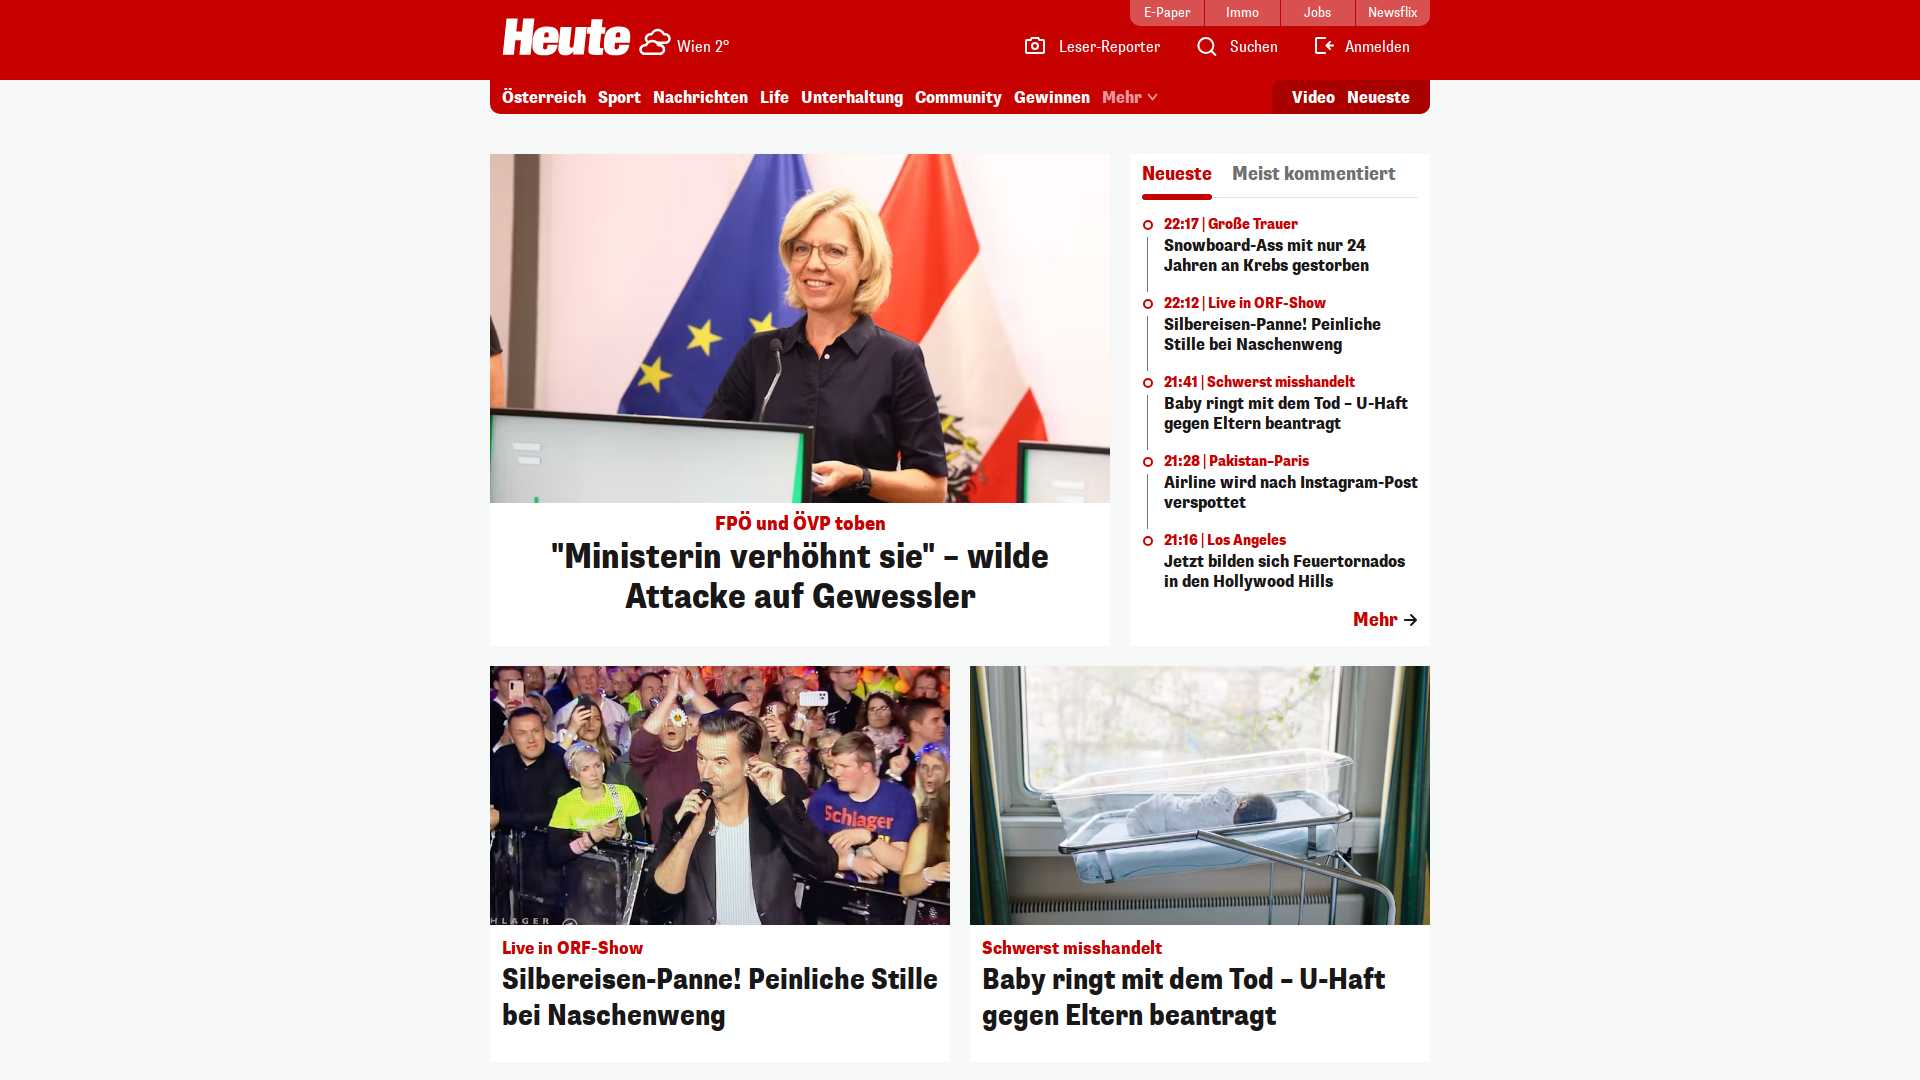 E-Paper
Immo
Jobs
Newsflix
Heute
Wien 2°
Leser-Reporter
Suchen
Anmelden
Österreich
Sport
Nachrichten
Life
Unterhaltung
Community
Gewinnen
Mehr
Video
Neueste
FPÖ und ÖVP toben
"Ministerin verhöhnt sie" – wilde
Attacke auf Gewessler
Neueste
Meist kommentiert
22:17 | Große Trauer
Snowboard-Ass mit nur 24
Jahren an Krebs gestorben
22:12 | Live in ORF-Show
Silbereisen-Panne! Peinliche
Stille bei Naschenweng
21:41 | Schwerst misshandelt
Baby ringt mit dem Tod – U-Haft
gegen Eltern beantragt
21:28 | Pakistan–Paris
Airline wird nach Instagram-Post
verspottet
21:16 | Los Angeles
Jetzt bilden sich Feuertornados
in den Hollywood Hills
Mehr
Schlager
HLAGER
Live in ORF-Show
Silbereisen-Panne! Peinliche Stille
bei Naschenweng
Schwerst misshandelt
Baby ringt mit dem Tod – U-Haft
gegen Eltern beantragt